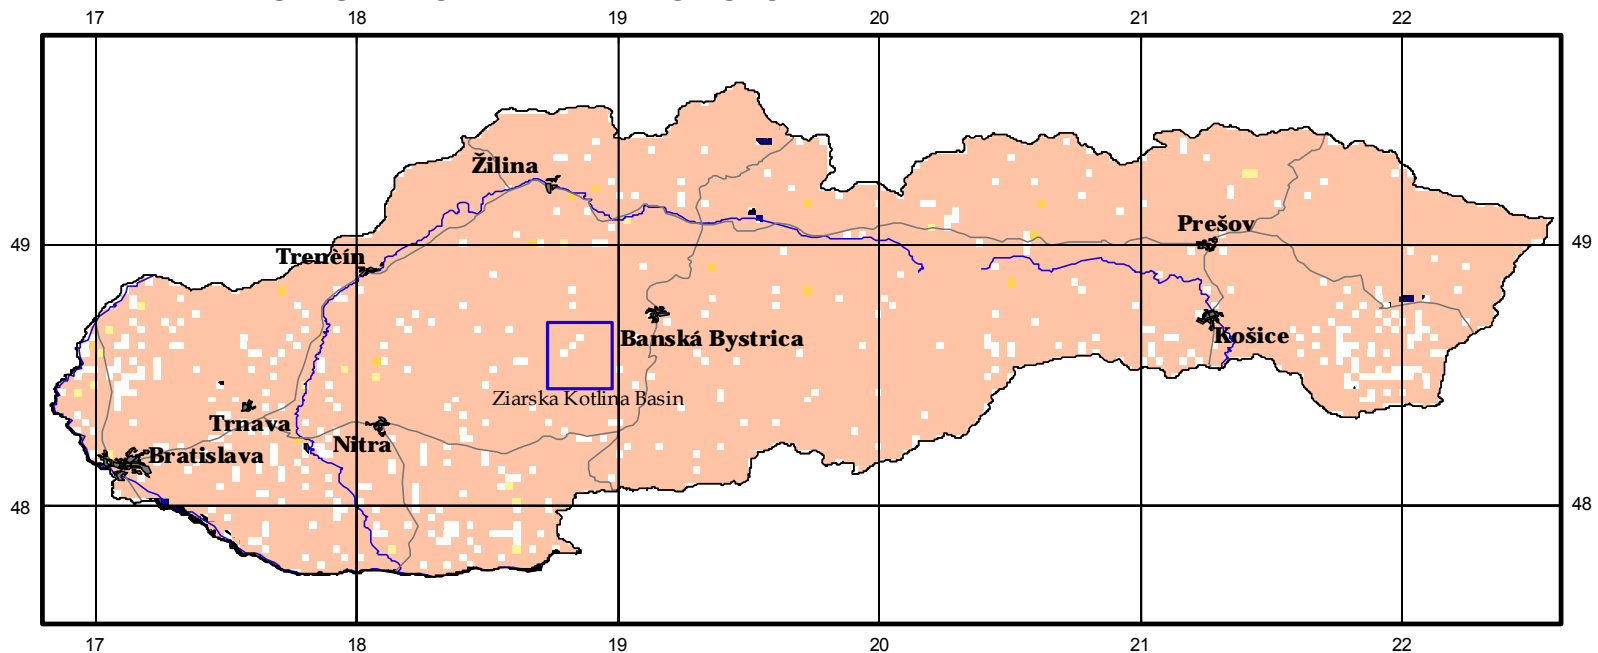 17 18 19 20 21 22
Žilina
Prešov
49 49
Trenèín
Banská Bystrica
Košice
Ziarska Kotlina Basin
Trnava
Nitra
Bratislava
48 48
17 18 19 20 21 22